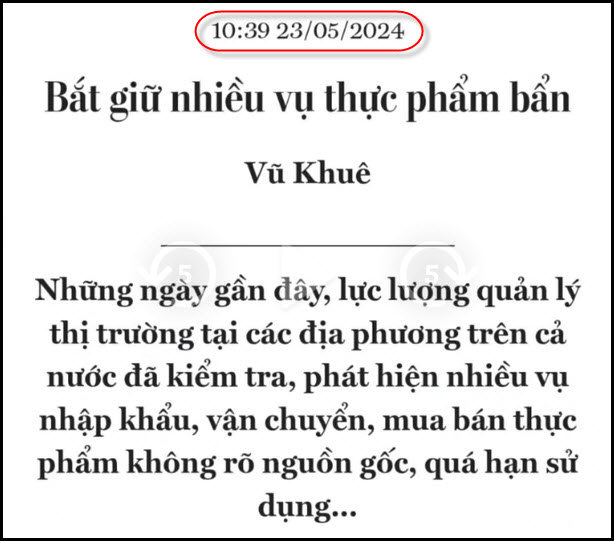 10:39 23/05/2024
Bắt giữ nhiều vụ thực phẩm bẩn
Vũ Khuê
5 5
Những ngày gần đây, lực lượng quản lý
thị trường tại các địa phương trên cả
nước đã kiểm tra, phát hiện nhiều vụ
nhập khẩu, vận chuyển, mua bán thực
phẩm không rõ nguồn gốc, quá hạn sử
dụng...